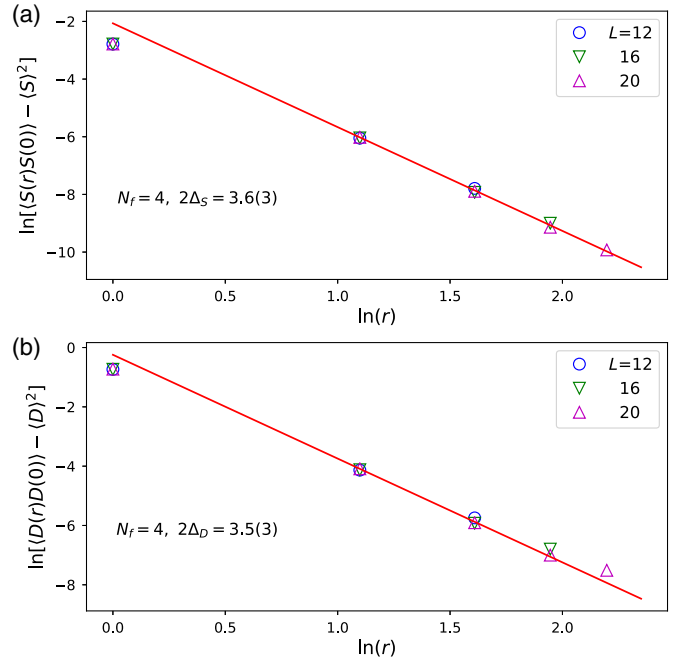 (a)
ln[⟨S(r)S(0)⟩ − ⟨S⟩²]
−2
−4
−6
−8
−10
L=12
16
20
N_f = 4, 2Δ_S = 3.6(3)
0.0 0.5 1.0 1.5 2.0
ln(r)
(b)
ln[⟨D(r)D(0)⟩ − ⟨D⟩²]
0
−2
−4
−6
−8
L=12
16
20
N_f = 4, 2Δ_D = 3.5(3)
0.0 0.5 1.0 1.5 2.0
ln(r)